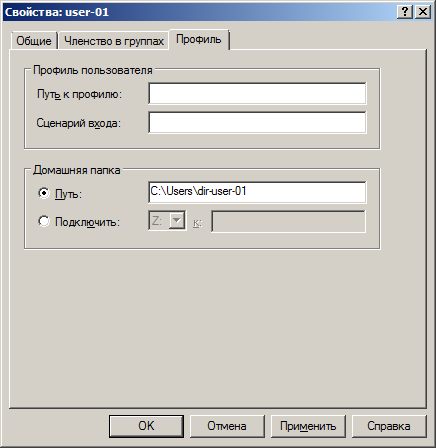 Свойства: user-01
Общие Членство в группах Профиль
Профиль пользователя
Путь к профилю:
Сценарий входа:
Домашняя папка
Путь: C:\Users\dir-user-01
Подключить: Z: к:
OK Отмена Применить Справка